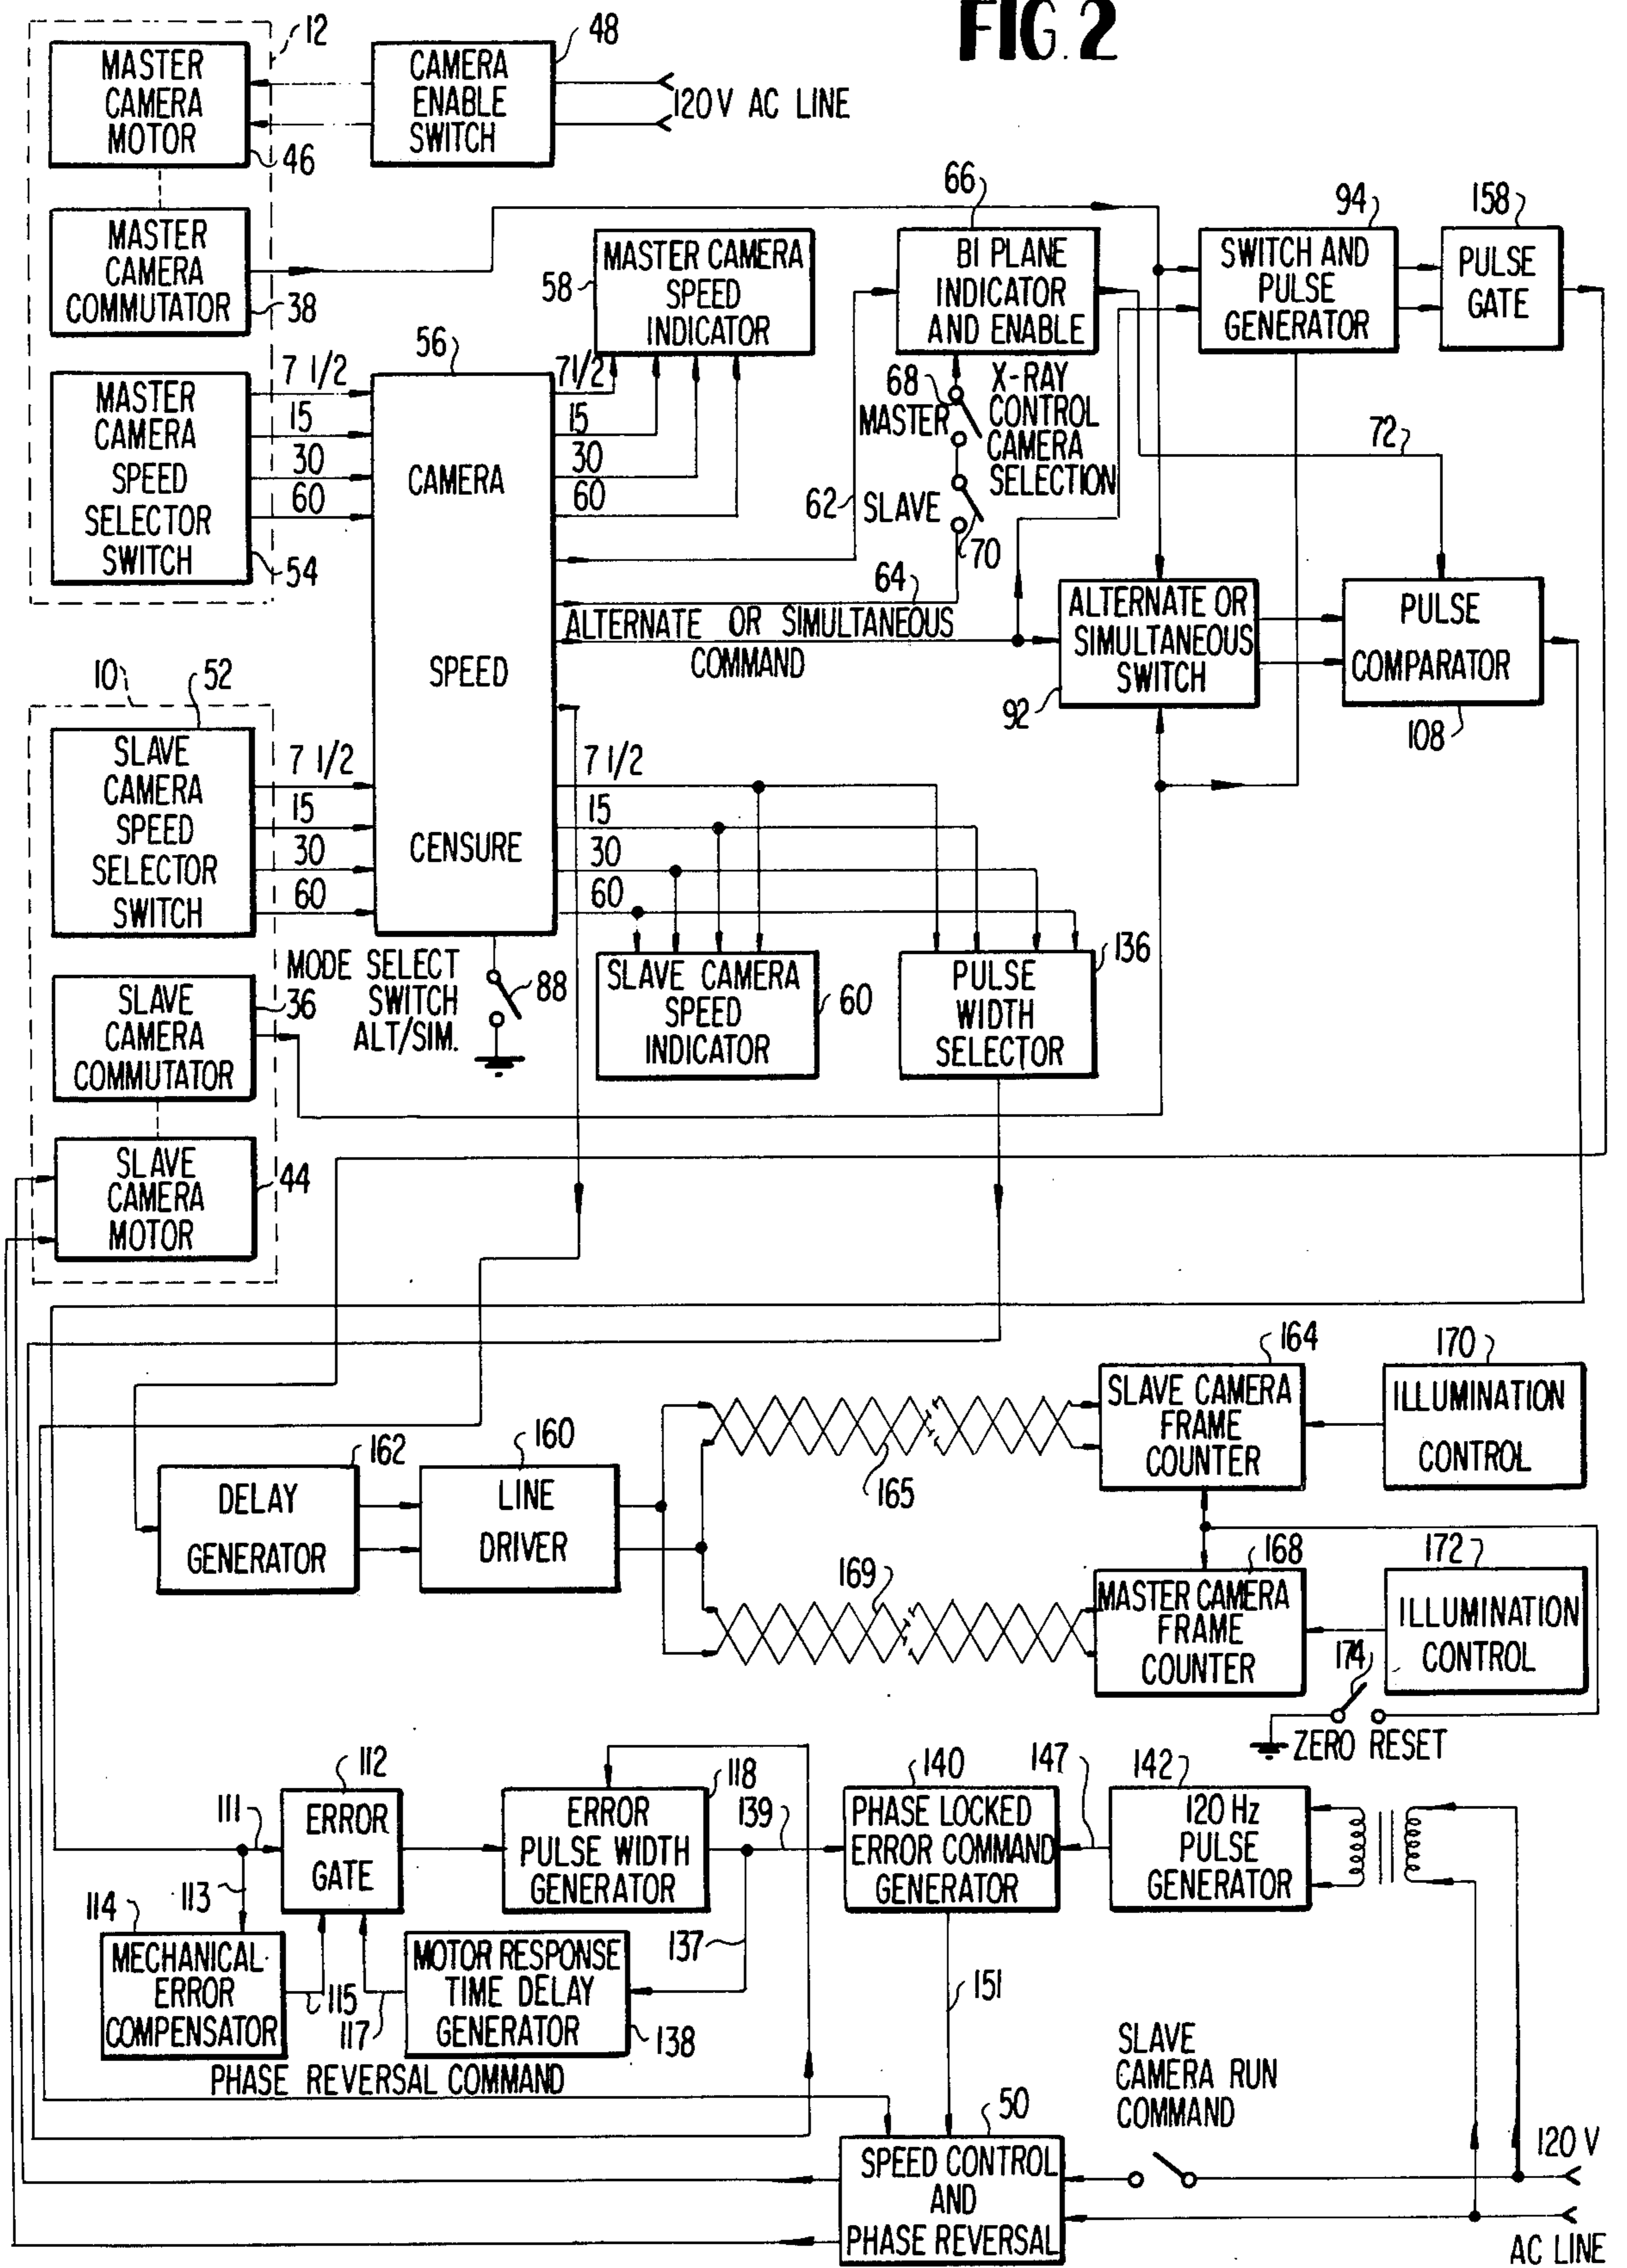 FIG. 2
12
MASTER
CAMERA
MOTOR
46
CAMERA
ENABLE
SWITCH
48
120V AC LINE
MASTER
CAMERA
COMMUTATOR
38
MASTER
CAMERA
SPEED
SELECTOR
SWITCH
54
7 1/2
15
30
60
56
CAMERA
SPEED
CENSURE
58
MASTER CAMERA
SPEED
INDICATOR
7 1/2
15
30
60
66
BI PLANE
INDICATOR
AND ENABLE
62
68
MASTER
X-RAY
CONTROL
CAMERA
SELECTION
SLAVE
70
64
94
SWITCH AND
PULSE
GENERATOR
158
PULSE
GATE
72
ALTERNATE OR SIMULTANEOUS
COMMAND
ALTERNATE OR
SIMULTANEOUS
SWITCH
92
PULSE
COMPARATOR
108
10
52
SLAVE
CAMERA
SPEED
SELECTOR
SWITCH
7 1/2
15
30
60
7 1/2
15
30
60
SLAVE
CAMERA
COMMUTATOR
36
MODE SELECT
SWITCH
ALT/SIM.
88
SLAVE CAMERA
SPEED
INDICATOR
60
PULSE
WIDTH
SELECTOR
136
SLAVE
CAMERA
MOTOR
44
162
DELAY
GENERATOR
160
LINE
DRIVER
165
169
164
SLAVE CAMERA
FRAME
COUNTER
170
ILLUMINATION
CONTROL
168
MASTER CAMERA
FRAME
COUNTER
172
ILLUMINATION
CONTROL
174
ZERO RESET
111
112
ERROR
GATE
113
114
MECHANICAL
ERROR
COMPENSATOR
115
117
118
ERROR
PULSE WIDTH
GENERATOR
139
137
MOTOR RESPONSE
TIME DELAY
GENERATOR
138
140
PHASE LOCKED
ERROR COMMAND
GENERATOR
147
142
120 Hz
PULSE
GENERATOR
151
PHASE REVERSAL COMMAND
50
SPEED CONTROL
AND
PHASE REVERSAL
SLAVE
CAMERA RUN
COMMAND
120 V
AC LINE